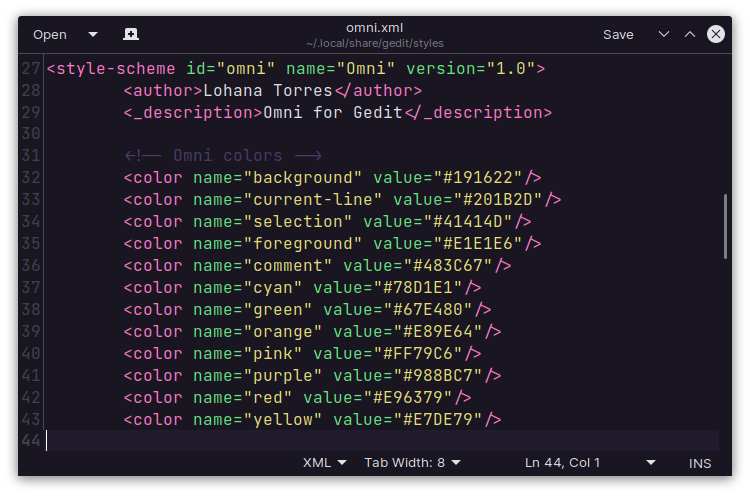 Open
omni.xml
~/.local/share/gedit/styles
Save
27 <style-scheme id="omni" name="Omni" version="1.0">
28 <author>Lohana Torres</author>
29 <_description>Omni for Gedit</_description>
30
31 <!-- Omni colors -->
32 <color name="background" value="#191622"/>
33 <color name="current-line" value="#201B2D"/>
34 <color name="selection" value="#41414D"/>
35 <color name="foreground" value="#E1E1E6"/>
36 <color name="comment" value="#483C67"/>
37 <color name="cyan" value="#78D1E1"/>
38 <color name="green" value="#67E480"/>
39 <color name="orange" value="#E89E64"/>
40 <color name="pink" value="#FF79C6"/>
41 <color name="purple" value="#988BC7"/>
42 <color name="red" value="#E96379"/>
43 <color name="yellow" value="#E7DE79"/>
44
XML Tab Width: 8 Ln 44, Col 1 INS